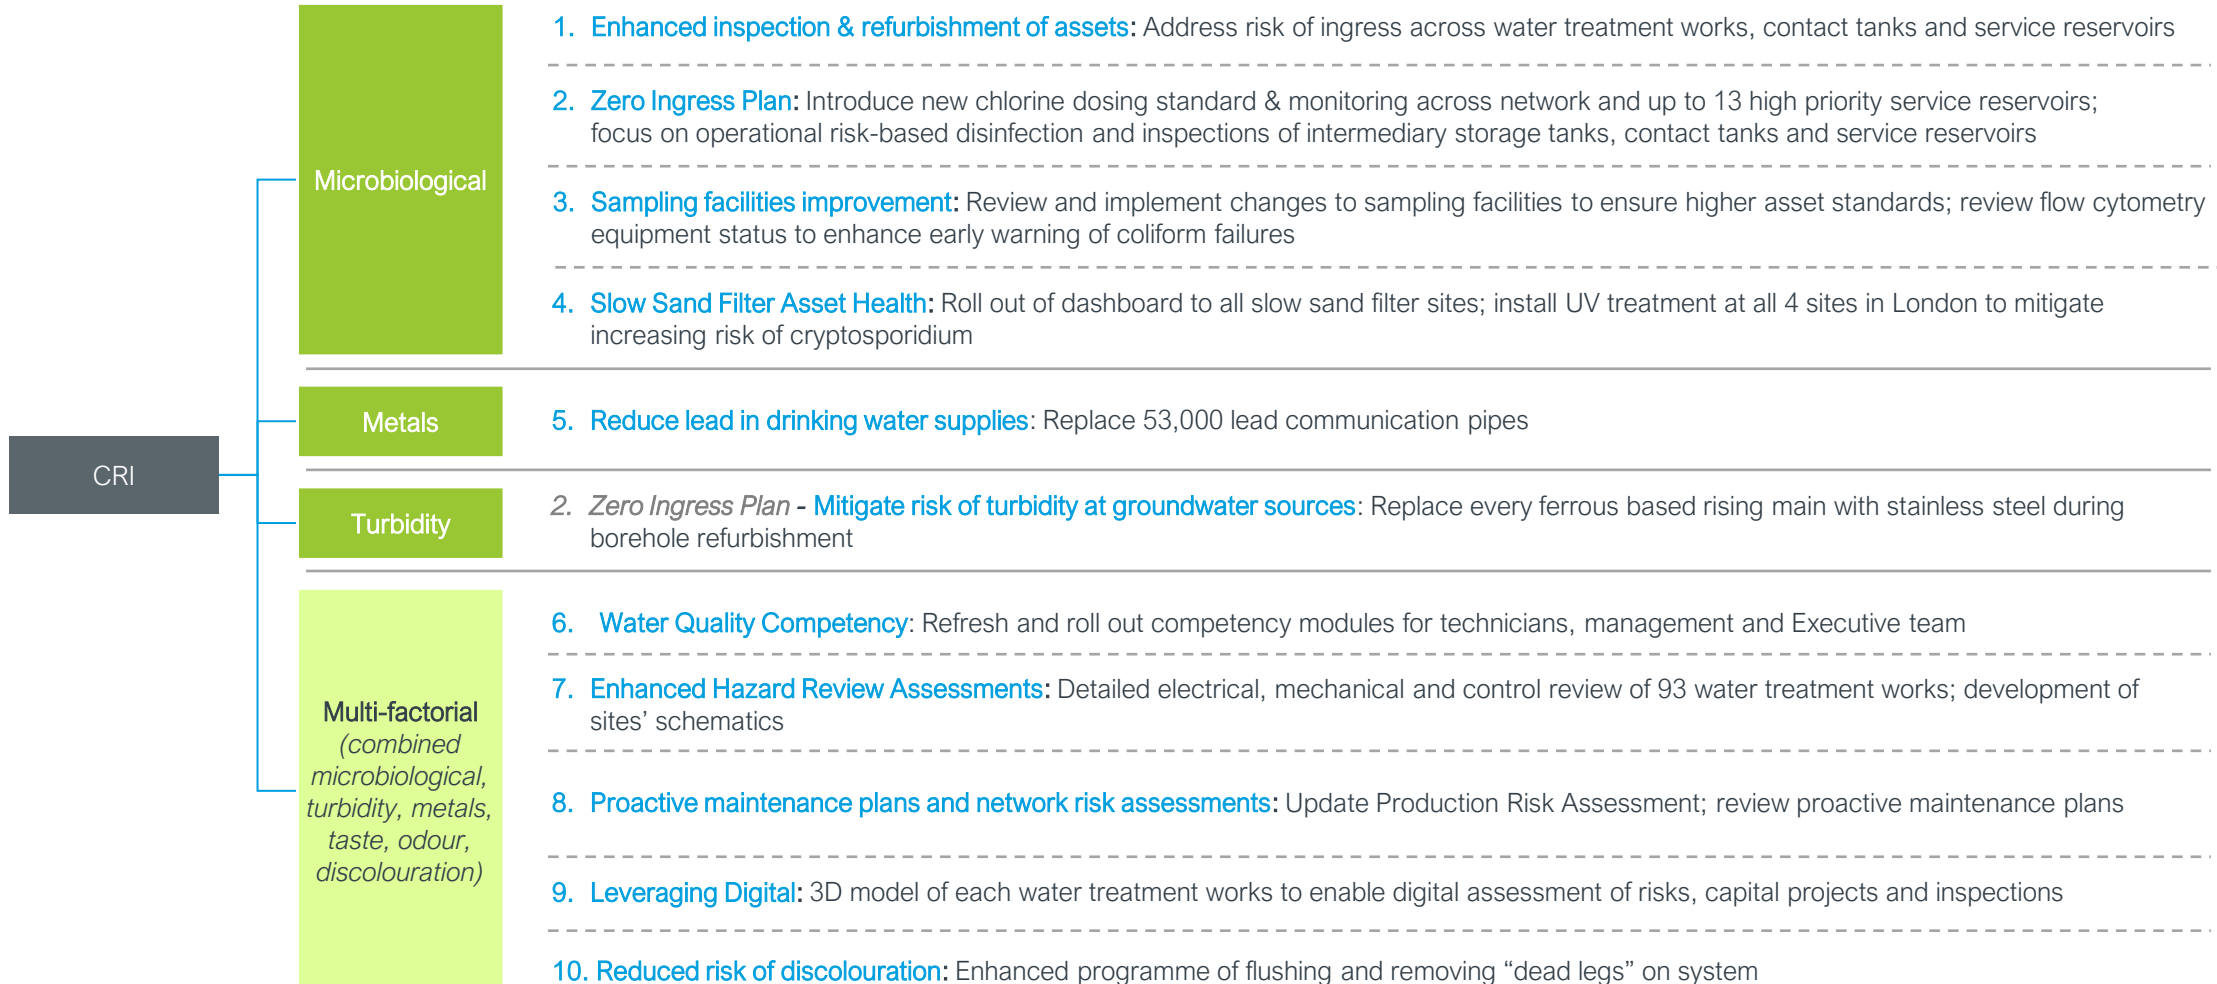 CRI
Microbiological
1. Enhanced inspection & refurbishment of assets: Address risk of ingress across water treatment works, contact tanks and service reservoirs
2. Zero Ingress Plan: Introduce new chlorine dosing standard & monitoring across network and up to 13 high priority service reservoirs;
focus on operational risk-based disinfection and inspections of intermediary storage tanks, contact tanks and service reservoirs
3. Sampling facilities improvement: Review and implement changes to sampling facilities to ensure higher asset standards; review flow cytometry
equipment status to enhance early warning of coliform failures
4. Slow Sand Filter Asset Health: Roll out of dashboard to all slow sand filter sites; install UV treatment at all 4 sites in London to mitigate
increasing risk of cryptosporidium
Metals
5. Reduce lead in drinking water supplies: Replace 53,000 lead communication pipes
Turbidity
2. Zero Ingress Plan - Mitigate risk of turbidity at groundwater sources: Replace every ferrous based rising main with stainless steel during
borehole refurbishment
Multi-factorial
(combined
microbiological,
turbidity, metals,
taste, odour,
discolouration)
6. Water Quality Competency: Refresh and roll out competency modules for technicians, management and Executive team
7. Enhanced Hazard Review Assessments: Detailed electrical, mechanical and control review of 93 water treatment works; development of
sites’ schematics
8. Proactive maintenance plans and network risk assessments: Update Production Risk Assessment; review proactive maintenance plans
9. Leveraging Digital: 3D model of each water treatment works to enable digital assessment of risks, capital projects and inspections
10. Reduced risk of discolouration: Enhanced programme of flushing and removing “dead legs” on system